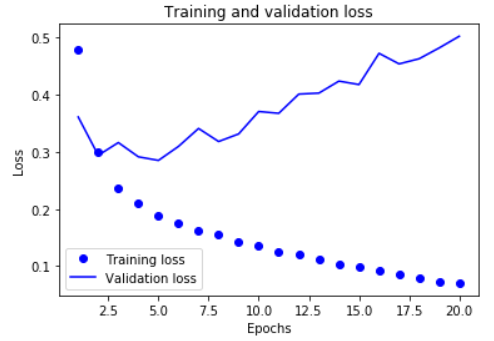 Training and validation loss
Loss
0.5
0.4
0.3
0.2
0.1
Training loss
Validation loss
2.5 5.0 7.5 10.0 12.5 15.0 17.5 20.0
Epochs